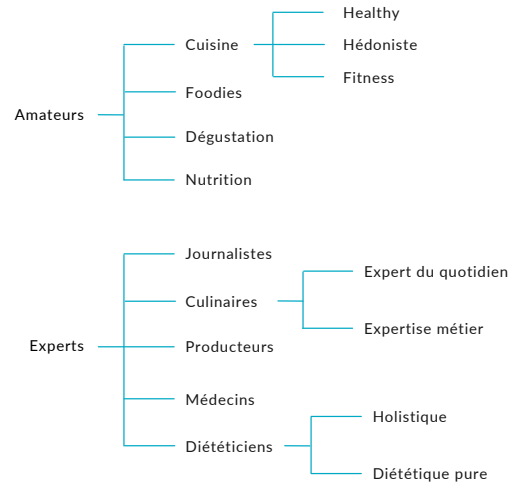 Healthy
Cuisine
Hédoniste
Fitness
Foodies
Amateurs
Dégustation
Nutrition
Journalistes
Expert du quotidien
Culinaires
Expertise métier
Experts
Producteurs
Médecins
Holistique
Diététiciens
Diététique pure